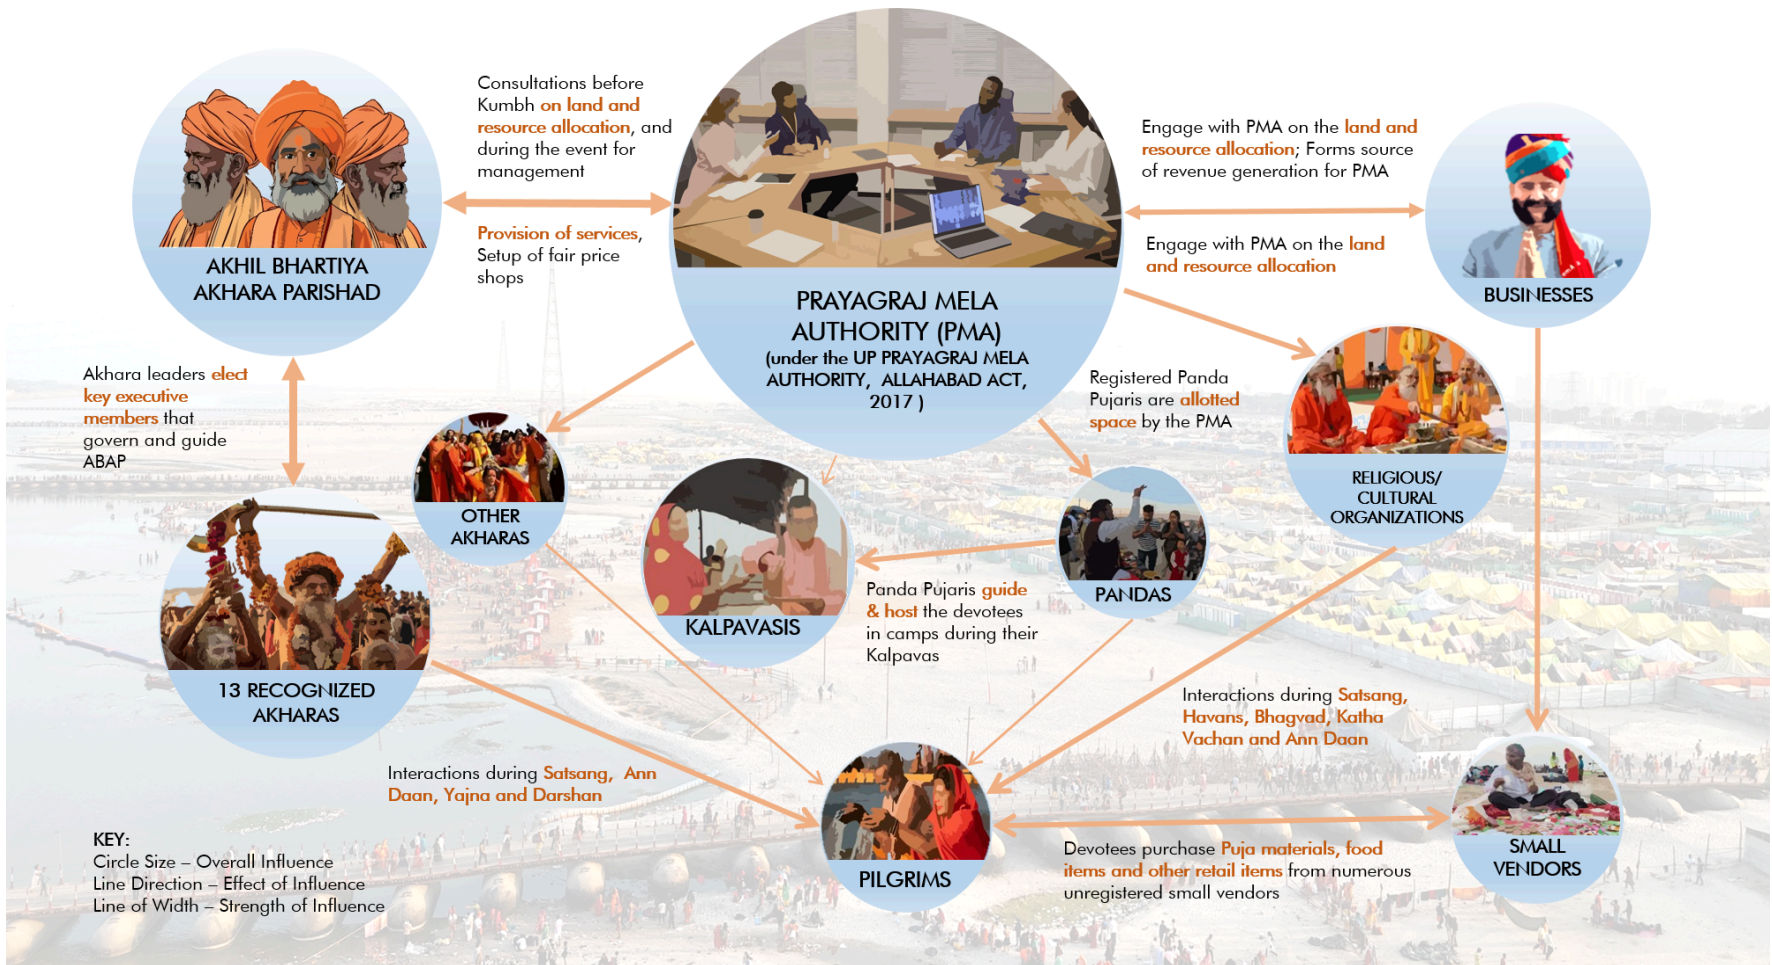 Consultations before
Kumbh on land and
resource allocation, and
during the event for
management
Provision of services,
Setup of fair price
shops
AKHIL BHARTIYA
AKHARA PARISHAD
PRAYAGRAJ MELA
AUTHORITY (PMA)
(under the UP PRAYAGRAJ MELA
AUTHORITY, ALLAHABAD ACT,
2017 )
Engage with PMA on the land and
resource allocation; Forms source
of revenue generation for PMA
Engage with PMA on the land
and resource allocation
BUSINESSES
Akhara leaders elect
key executive
members that
govern and guide
ABAP
Registered Panda
Pujaris are allotted
space by the PMA
OTHER
AKHARAS
RELIGIOUS/
CULTURAL
ORGANIZATIONS
KALPAVASIS
Panda Pujaris guide
& host the devotees
in camps during their
Kalpavas
PANDAS
13 RECOGNIZED
AKHARAS
Interactions during Satsang, Ann
Daan, Yajna and Darshan
Interactions during Satsang,
Havans, Bhagvad, Katha
Vachan and Ann Daan
PILGRIMS
Devotees purchase Puja materials, food
items and other retail items from numerous
unregistered small vendors
SMALL
VENDORS
KEY:
Circle Size – Overall Influence
Line Direction – Effect of Influence
Line of Width – Strength of Influence